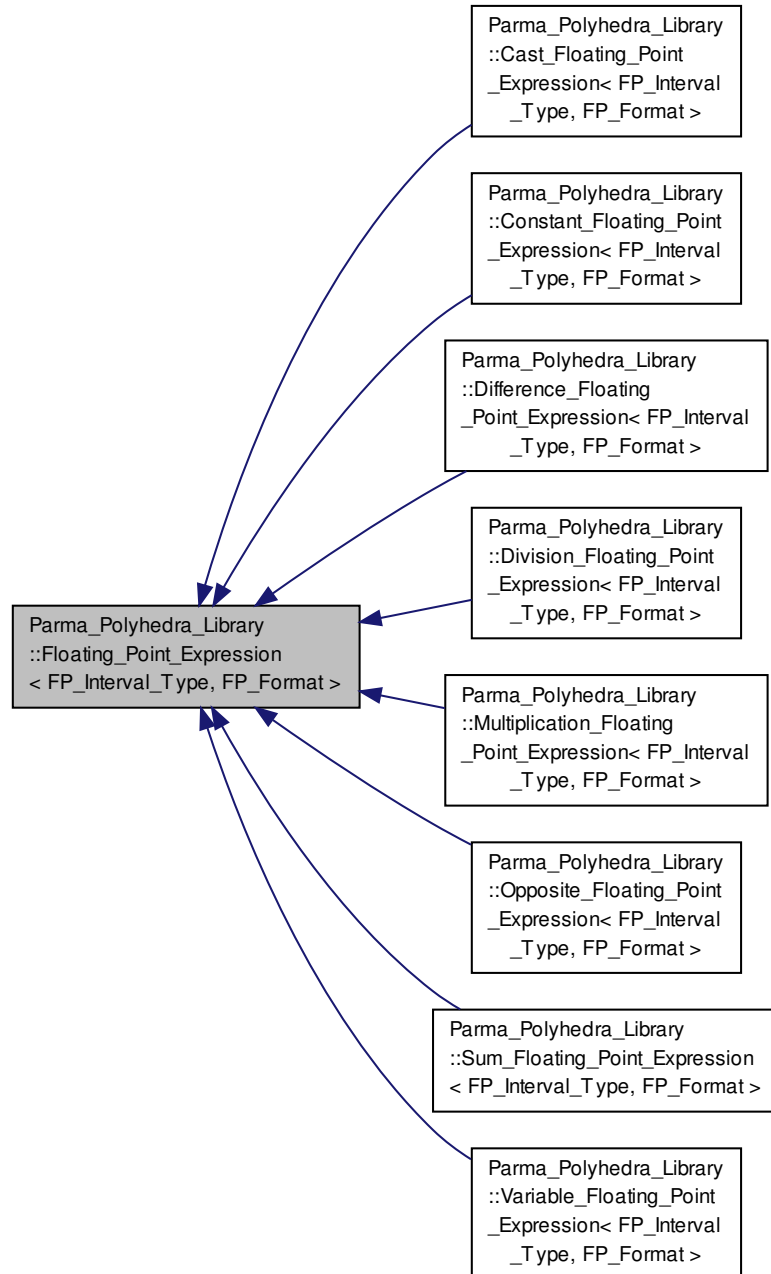 Parma_Polyhedra_Library
::Cast_Floating_Point
_Expression< FP_Interval
_Type, FP_Format >
Parma_Polyhedra_Library
::Constant_Floating_Point
_Expression< FP_Interval
_Type, FP_Format >
Parma_Polyhedra_Library
::Difference_Floating
_Point_Expression< FP_Interval
_Type, FP_Format >
Parma_Polyhedra_Library
::Division_Floating_Point
_Expression< FP_Interval
_Type, FP_Format >
Parma_Polyhedra_Library
::Floating_Point_Expression
< FP_Interval_Type, FP_Format >
Parma_Polyhedra_Library
::Multiplication_Floating
_Point_Expression< FP_Interval
_Type, FP_Format >
Parma_Polyhedra_Library
::Opposite_Floating_Point
_Expression< FP_Interval
_Type, FP_Format >
Parma_Polyhedra_Library
::Sum_Floating_Point_Expression
< FP_Interval_Type, FP_Format >
Parma_Polyhedra_Library
::Variable_Floating_Point
_Expression< FP_Interval
_Type, FP_Format >